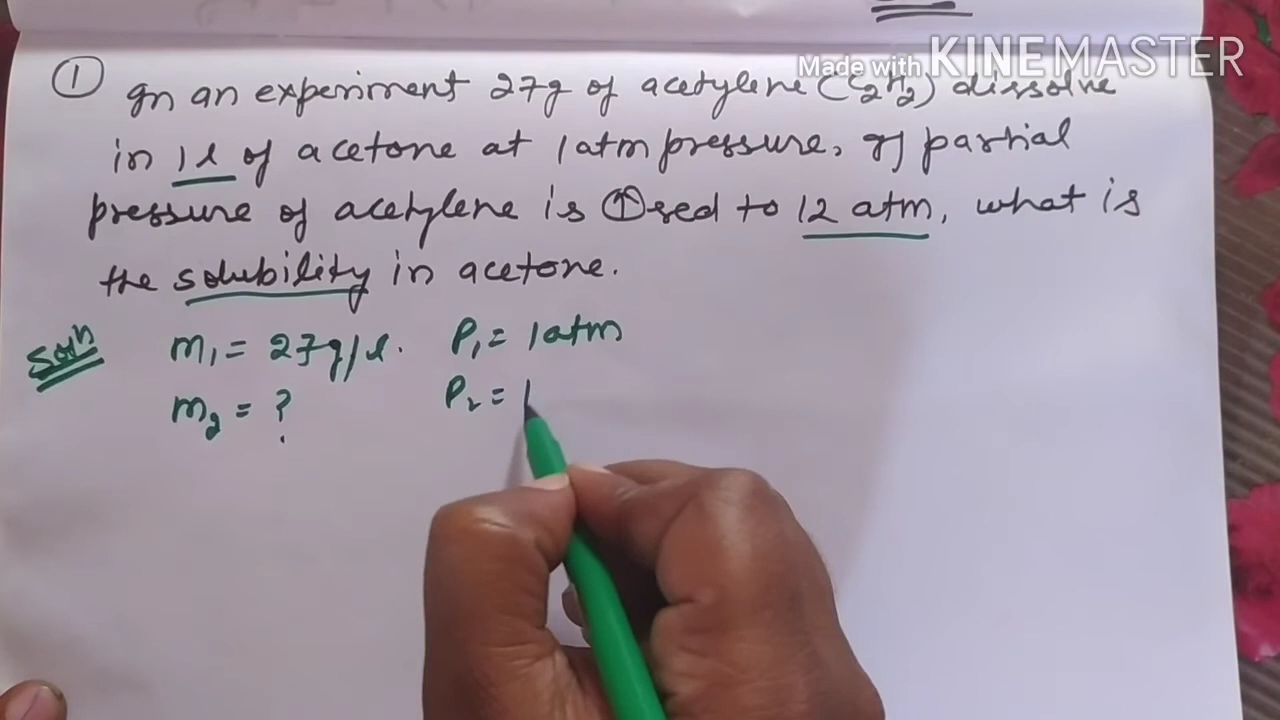 Made with KINEMASTER
① In an experiment 27g of acetylene (C₂H₂) dissolve
in 1l of acetone at 1atm pressure, If partial
pressure of acetylene is ↑sed to 12 atm, what is
the solubility in acetone.
Solⁿ m₁ = 27g/l. P₁ = 1atm
m₂ = ? P₂ = 1